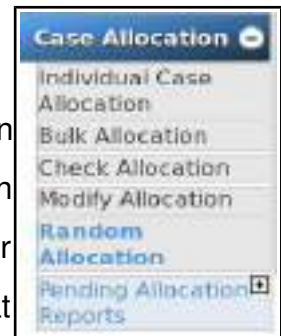 Case Allocation
Individual Case
Allocation
n
Bulk Allocation
Check Allocation
n
Modify Allocation
r
Random
Allocation
Pending Allocation
t
Reports